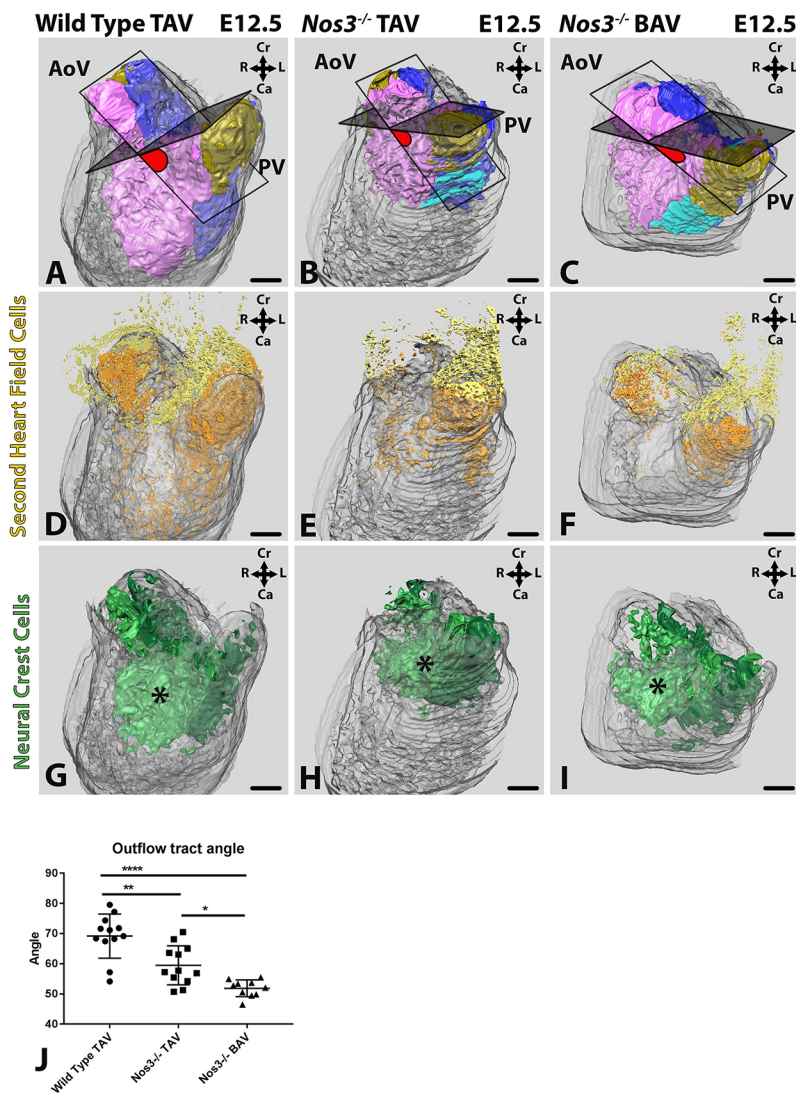 Wild Type TAV E12.5 Nos3-/- TAV E12.5 Nos3-/- BAV E12.5
Cr Cr Cr
AoV R L AoV R L AoV R L
Ca Ca Ca
PV PV PV
A B C
Second Heart Field Cells
Cr Cr Cr
R L R L R L
Ca Ca Ca
D E F
Neural Crest Cells
Cr Cr Cr
R L R L R L
Ca Ca Ca
* * *
G H I
Outflow tract angle
****
**
*
Angle
90
80
70
60
50
40
Wild Type TAV
Nos3-/- TAV
Nos3-/- BAV
J